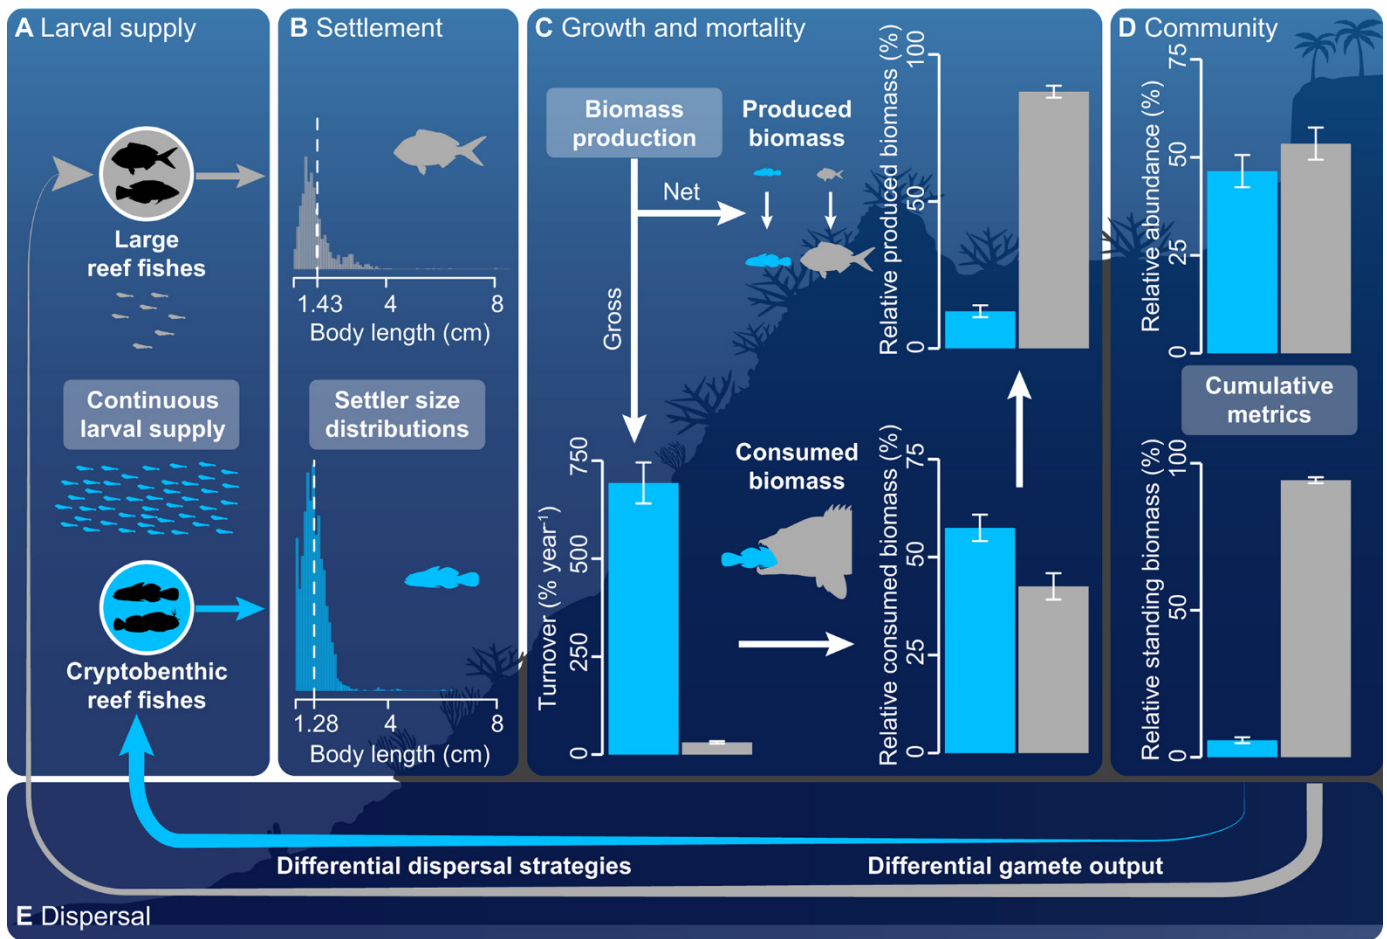 A Larval supply
Large
reef fishes
Continuous
larval supply
Cryptobenthic
reef fishes
B Settlement
1.43
4
8
Body length (cm)
Settler size
distributions
1.28
4
8
Body length (cm)
C Growth and mortality
Biomass
production
Net
Gross
Produced
biomass
Relative produced biomass (%)
100
50
0
Turnover (% year⁻¹)
750
500
250
0
Consumed
biomass
Relative consumed biomass (%)
75
50
25
0
D Community
Relative abundance (%)
75
50
25
0
Cumulative
metrics
Relative standing biomass (%)
100
50
0
Differential dispersal strategies
Differential gamete output
E Dispersal